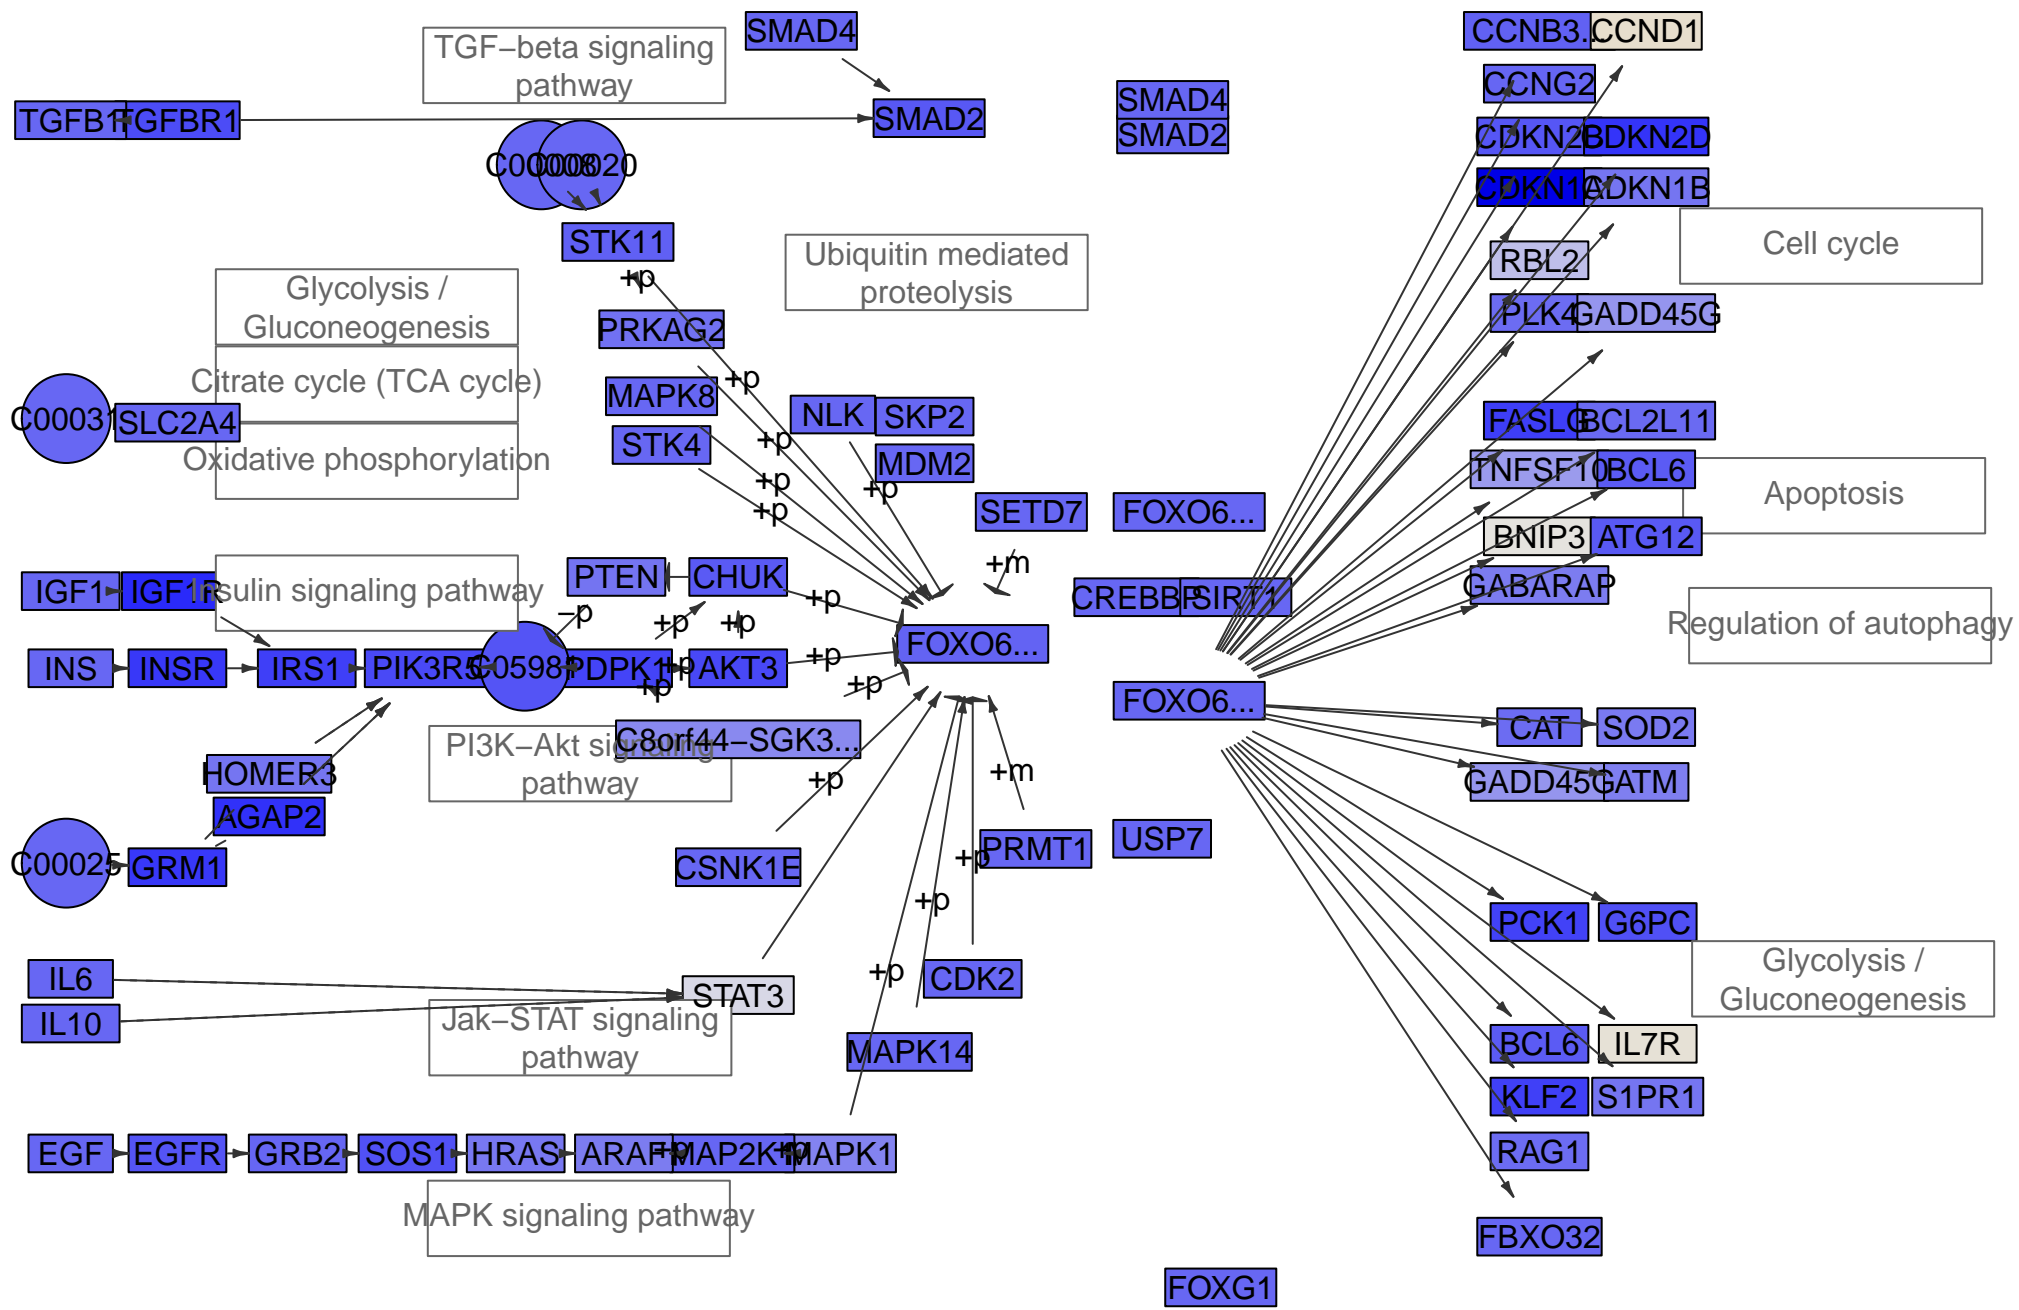 SMAD4
CCNB3...
CCND1
TGF−beta signaling
pathway
CCNG2
SMAD4
TGFB1
TGFBR1
SMAD2
SMAD2
CDKN2B
CDKN2D
C00020
CDKN1A
CDKN1B
STK11
Ubiquitin mediated
proteolysis
Cell cycle
RBL2
+p
Glycolysis /
Gluconeogenesis
PRKAG2
PLK4
GADD45G
Citrate cycle (TCA cycle)
+p
MAPK8
C00031
SLC2A4
NLK
SKP2
FASLG
BCL2L11
STK4
+p
Oxidative phosphorylation
MDM2
TNFSF10
BCL6
+p
+p
Apoptosis
+p
SETD7
FOXO6...
BNIP3
ATG12
+m
IGF1
IGF1R
Insulin signaling pathway
PTEN
CHUK
GABARAP
−p
+p
CREBBP
SIRT1
+p
+p
Regulation of autophagy
FOXO6...
INS
INSR
IRS1
PIK3R5
C05981
PDPK1
+p
AKT3
+p
+p
+p
FOXO6...
CAT
SOD2
PI3K−Akt signaling
pathway
C8orf44−SGK3...
HOMER3
+p
+m
GADD45G
GATM
AGAP2
C00025
GRM1
CSNK1E
+p
PRMT1
USP7
+p
PCK1
G6PC
IL6
+p
CDK2
Glycolysis /
Gluconeogenesis
STAT3
IL10
Jak−STAT signaling
pathway
MAPK14
BCL6
IL7R
KLF2
S1PR1
EGF
EGFR
GRB2
SOS1
HRAS
ARAF
+p
MAP2K1
+p
MAPK1
RAG1
MAPK signaling pathway
FBXO32
FOXG1